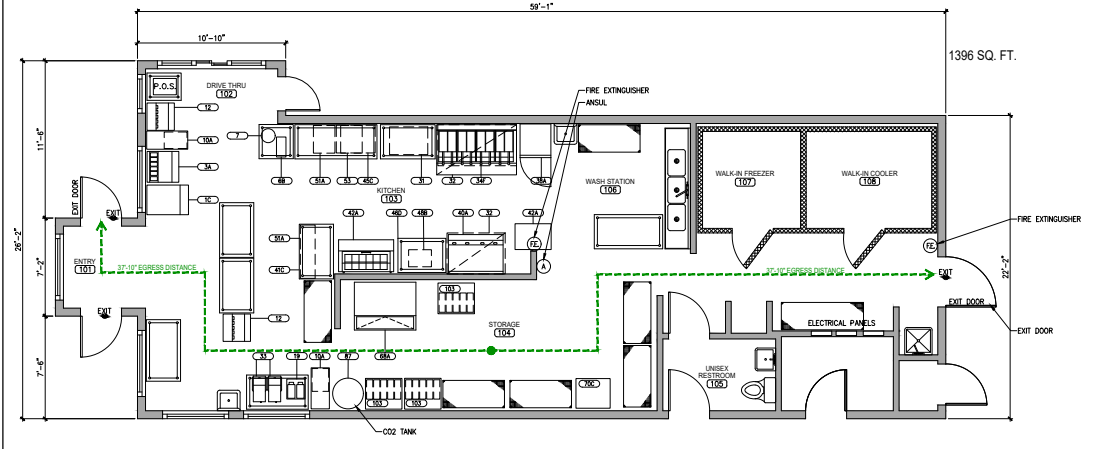 59'-1"
10'-10"
1396 SQ. FT.
P.O.S.
DRIVE THRU
102
12
10A
3A
1C
7
6B
51A
53
45C
31
32
34F
38A
FIRE EXTINGUISHER
ANSUL
KITCHEN
103
WASH STATION
106
WALK-IN FREEZER
107
WALK-IN COOLER
108
11'-6"
26'-2"
7'-2"
7'-6"
22'-2"
EXIT DOOR
EXIT
ENTRY
101
EXIT
37'-10" EGRESS DISTANCE
51A
41C
12
42A
46D
48B
40A
32
42A
F.E.
A
FIRE EXTINGUISHER
F.E.
37'-10" EGRESS DISTANCE
EXIT
EXIT DOOR
EXIT DOOR
103
STORAGE
104
68A
ELECTRICAL PANELS
33
19
10A
87
103
103
70C
UNISEX
RESTROOM
105
CO2 TANK